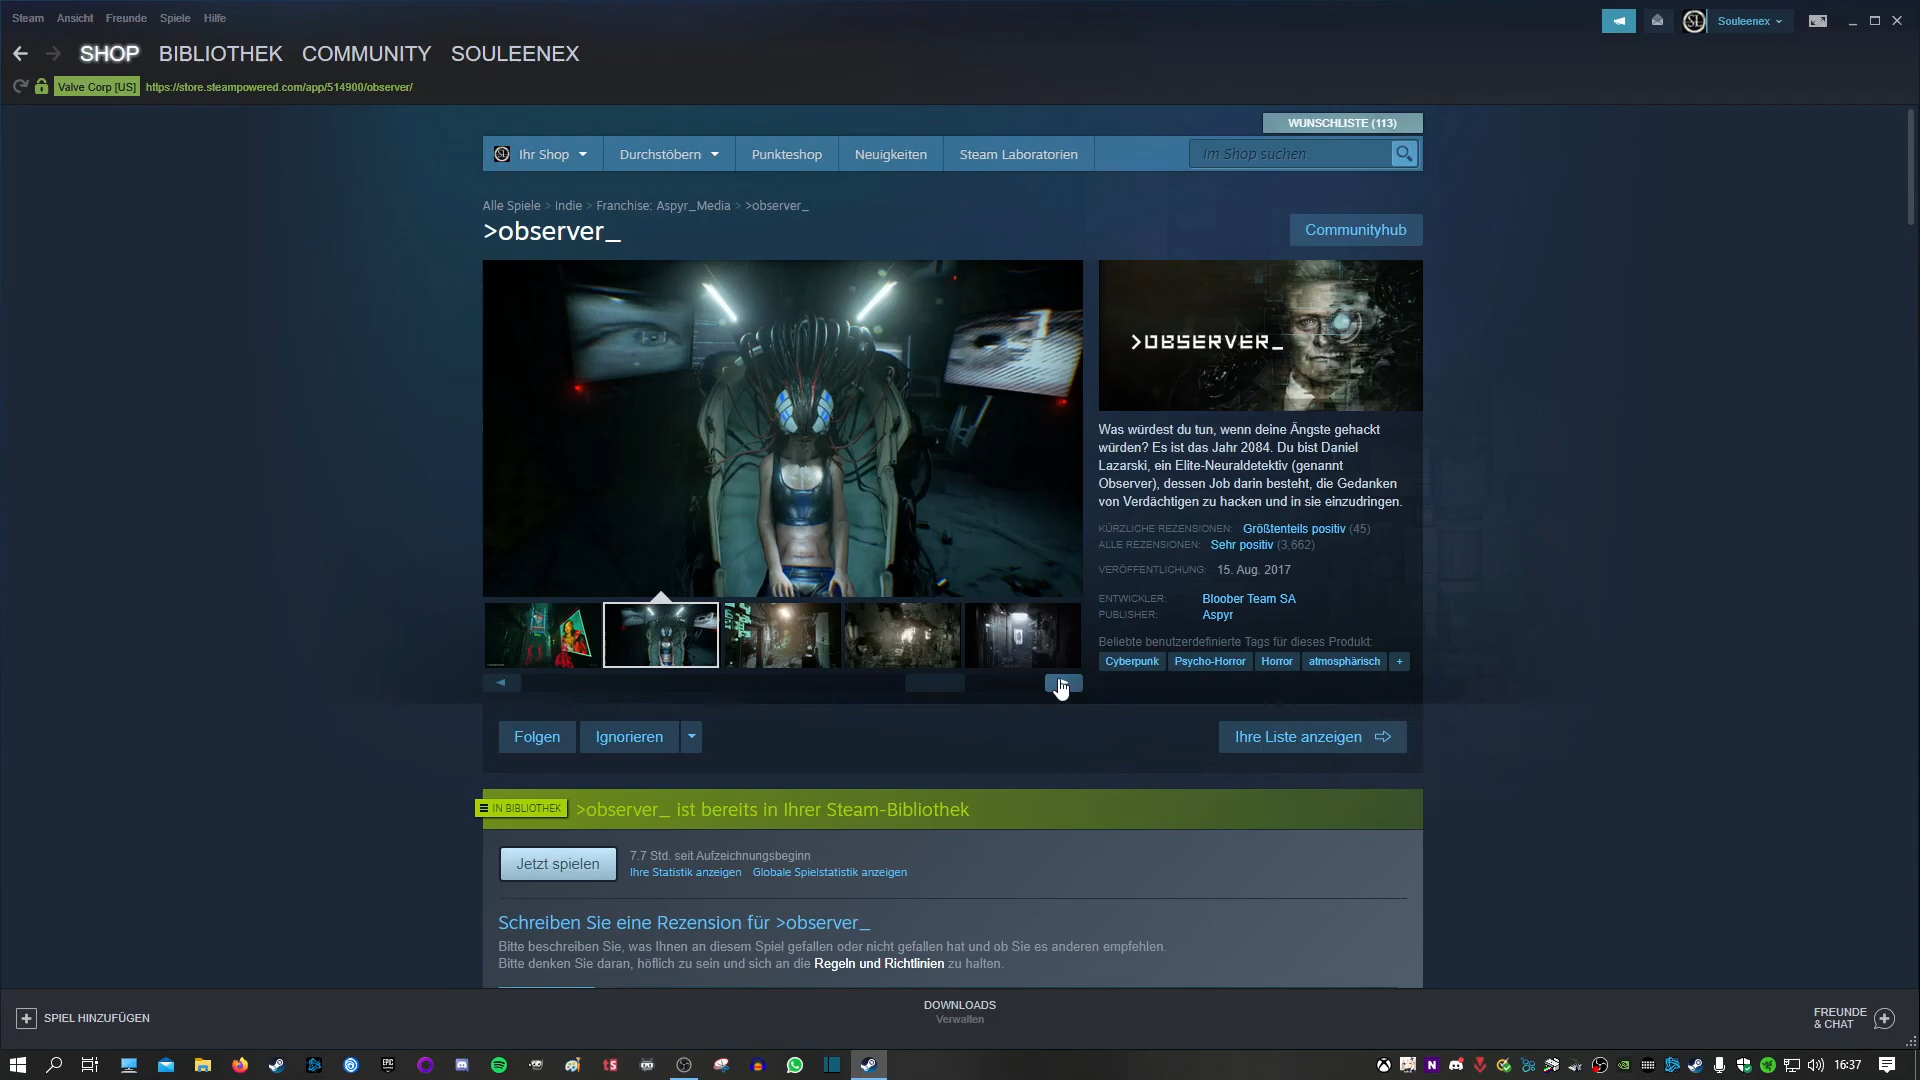 Steam Ansicht Freunde Spiele Hilfe
Souleenex
SHOP BIBLIOTHEK COMMUNITY SOULEENEX
Valve Corp [US] https://store.steampowered.com/app/514900/observer/
WUNSCHLISTE (113)
Ihr Shop Durchstöbern Punkteshop Neuigkeiten Steam Laboratorien Im Shop suchen
Alle Spiele > Indie > Franchise: Aspyr_Media > >observer_
>observer_
Communityhub
>OBSERVER_
Was würdest du tun, wenn deine Ängste gehackt
würden? Es ist das Jahr 2084. Du bist Daniel
Lazarski, ein Elite-Neuraldetektiv (genannt
Observer), dessen Job darin besteht, die Gedanken
von Verdächtigen zu hacken und in sie einzudringen.
KÜRZLICHE REZENSIONEN: Größtenteils positiv (45)
ALLE REZENSIONEN: Sehr positiv (3,662)
VERÖFFENTLICHUNG: 15. Aug. 2017
ENTWICKLER: Bloober Team SA
PUBLISHER: Aspyr
Beliebte benutzerdefinierte Tags für dieses Produkt:
Cyberpunk Psycho-Horror Horror atmosphärisch +
Folgen Ignorieren Ihre Liste anzeigen
IN BIBLIOTHEK >observer_ ist bereits in Ihrer Steam-Bibliothek
Jetzt spielen
7.7 Std. seit Aufzeichnungsbeginn
Ihre Statistik anzeigen Globale Spielstatistik anzeigen
Schreiben Sie eine Rezension für >observer_
Bitte beschreiben Sie, was Ihnen an diesem Spiel gefallen oder nicht gefallen hat und ob Sie es anderen empfehlen.
Bitte denken Sie daran, höflich zu sein und sich an die Regeln und Richtlinien zu halten.
SPIEL HINZUFÜGEN
DOWNLOADS
Verwalten
FREUNDE
& CHAT
16:37